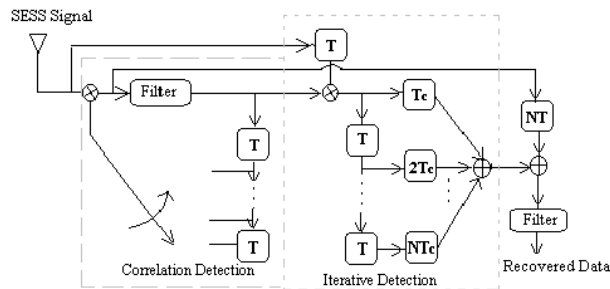 SESS Signal
T
Filter
Tc
T
T
2Tc
NT
T
T
NTc
Filter
Correlation Detection
Iterative Detection
Recovered Data